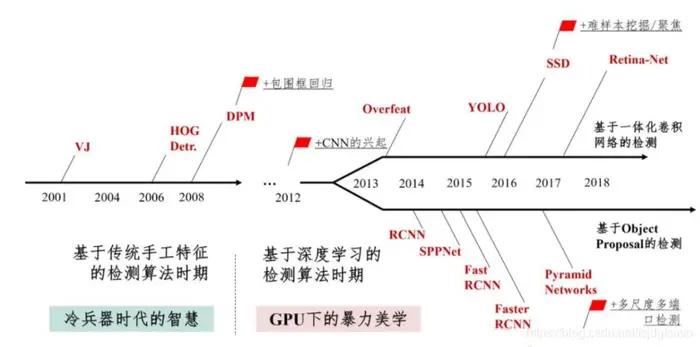 +难样本挖掘/聚焦
SSD
Retina-Net
+包围框回归
DPM
HOG
Detr.
VJ
Overfeat
YOLO
+CNN的兴起
基于一体化卷积
网络的检测
2001
2004
2006
2008
...
2012
2013
2014
2015
2016
2017
2018
RCNN
SPPNet
Fast
RCNN
Faster
RCNN
Pyramid
Networks
基于Object
Proposal的检测
+多尺度多端
口检测
基于传统手工特征
的检测算法时期
基于深度学习的
检测算法时期
冷兵器时代的智慧
GPU下的暴力美学